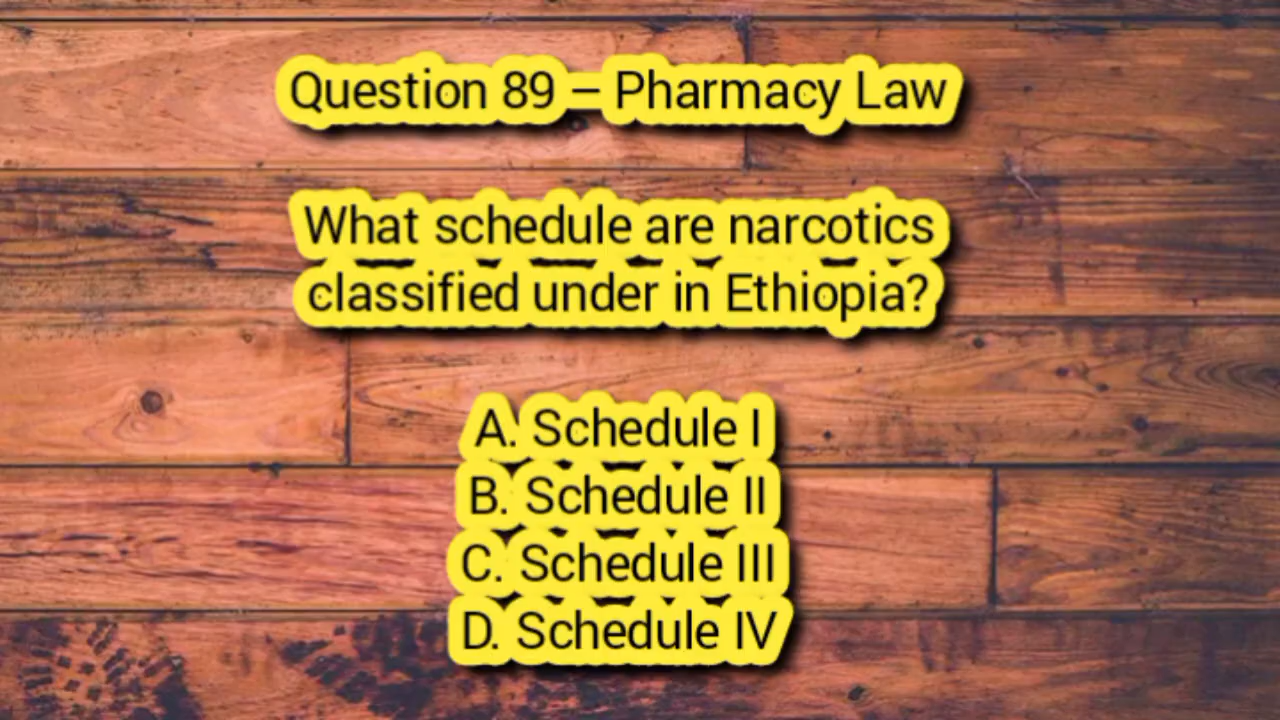 Question 89 – Pharmacy Law
What schedule are narcotics
classified under in Ethiopia?
A. Schedule I
B. Schedule II
C. Schedule III
D. Schedule IV